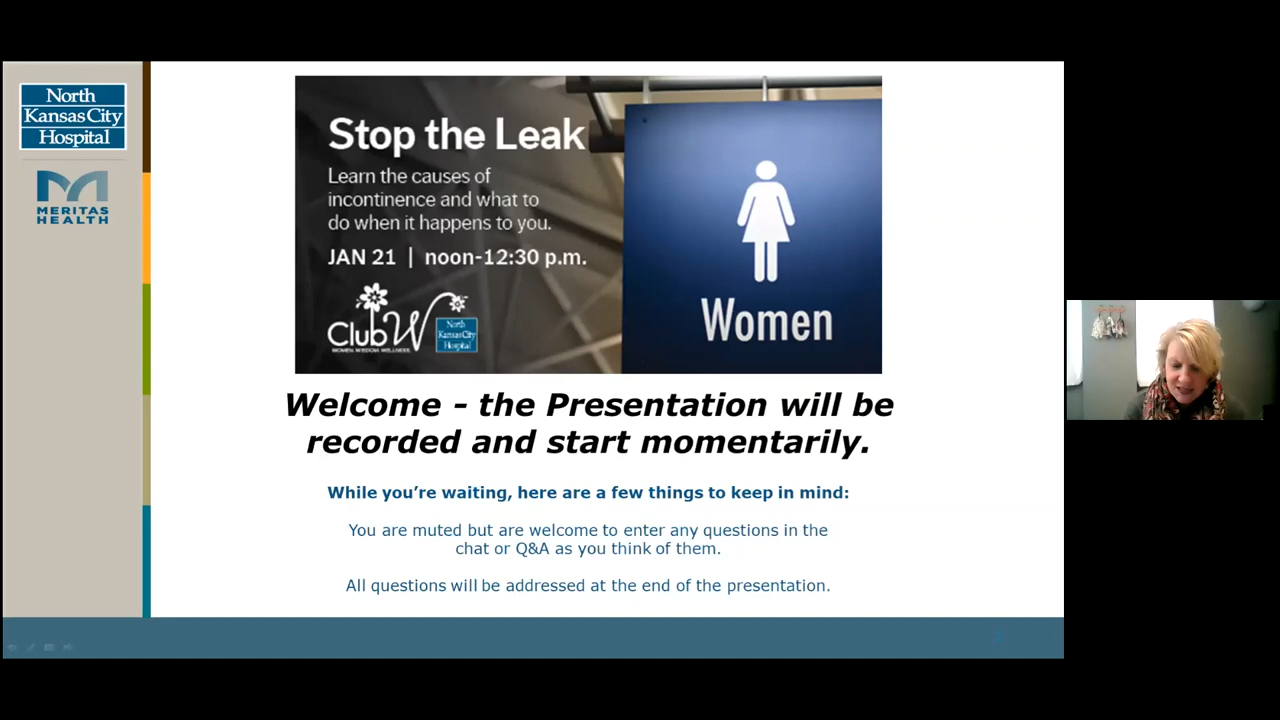 North
Kansas City
Hospital
MERITAS
HEALTH
Stop the Leak
Learn the causes of
incontinence and what to
do when it happens to you.
JAN 21 | noon-12:30 p.m.
Club W
WOMEN. WISDOM. WELLNESS.
North
Kansas City
Hospital
Women
Welcome - the Presentation will be
recorded and start momentarily.
While you're waiting, here are a few things to keep in mind:
You are muted but are welcome to enter any questions in the
chat or Q&A as you think of them.
All questions will be addressed at the end of the presentation.